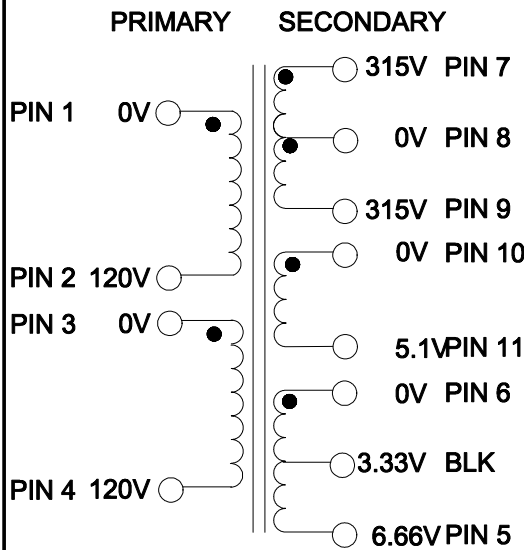 PRIMARY SECONDARY
315V PIN 7
PIN 1 0V
0V PIN 8
315V PIN 9
0V PIN 10
PIN 2 120V
PIN 3 0V
5.1V PIN 11
0V PIN 6
3.33V BLK
PIN 4 120V
6.66V PIN 5